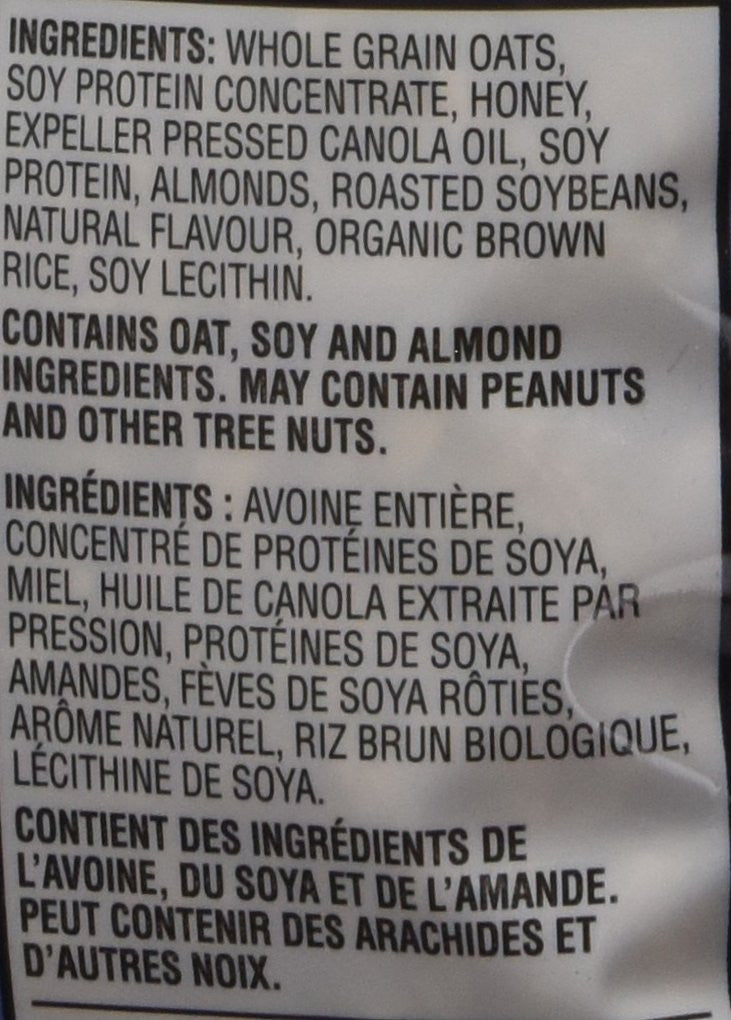 INGREDIENTS: WHOLE GRAIN OATS,
SOY PROTEIN CONCENTRATE, HONEY,
EXPELLER PRESSED CANOLA OIL, SOY
PROTEIN, ALMONDS, ROASTED SOYBEANS,
NATURAL FLAVOUR, ORGANIC BROWN
RICE, SOY LECITHIN.
CONTAINS OAT, SOY AND ALMOND
INGREDIENTS. MAY CONTAIN PEANUTS
AND OTHER TREE NUTS.
INGRÉDIENTS : AVOINE ENTIÈRE,
CONCENTRÉ DE PROTÉINES DE SOYA,
MIEL, HUILE DE CANOLA EXTRAITE PAR
PRESSION, PROTÉINES DE SOYA,
AMANDES, FÈVES DE SOYA RÔTIES,
ARÔME NATUREL, RIZ BRUN BIOLOGIQUE,
LÉCITHINE DE SOYA.
CONTIENT DES INGRÉDIENTS DE
L'AVOINE, DU SOYA ET DE L'AMANDE.
PEUT CONTENIR DES ARACHIDES ET
D'AUTRES NOIX.